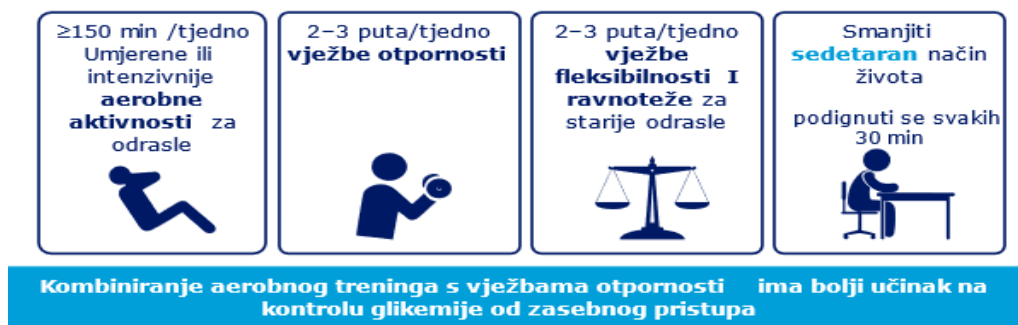 ≥150 min /tjedno
Umjerene ili
intenzivnije
aerobne
aktivnosti za
odrasle
2–3 puta/tjedno
vježbe otpornosti
2–3 puta/tjedno
vježbe
fleksibilnosti I
ravnoteže za
starije odrasle
Smanjiti
sedetaran način
života
podignuti se svakih
30 min
Kombiniranje aerobnog treninga s vježbama otpornosti ima bolji učinak na
kontrolu glikemije od zasebnog pristupa